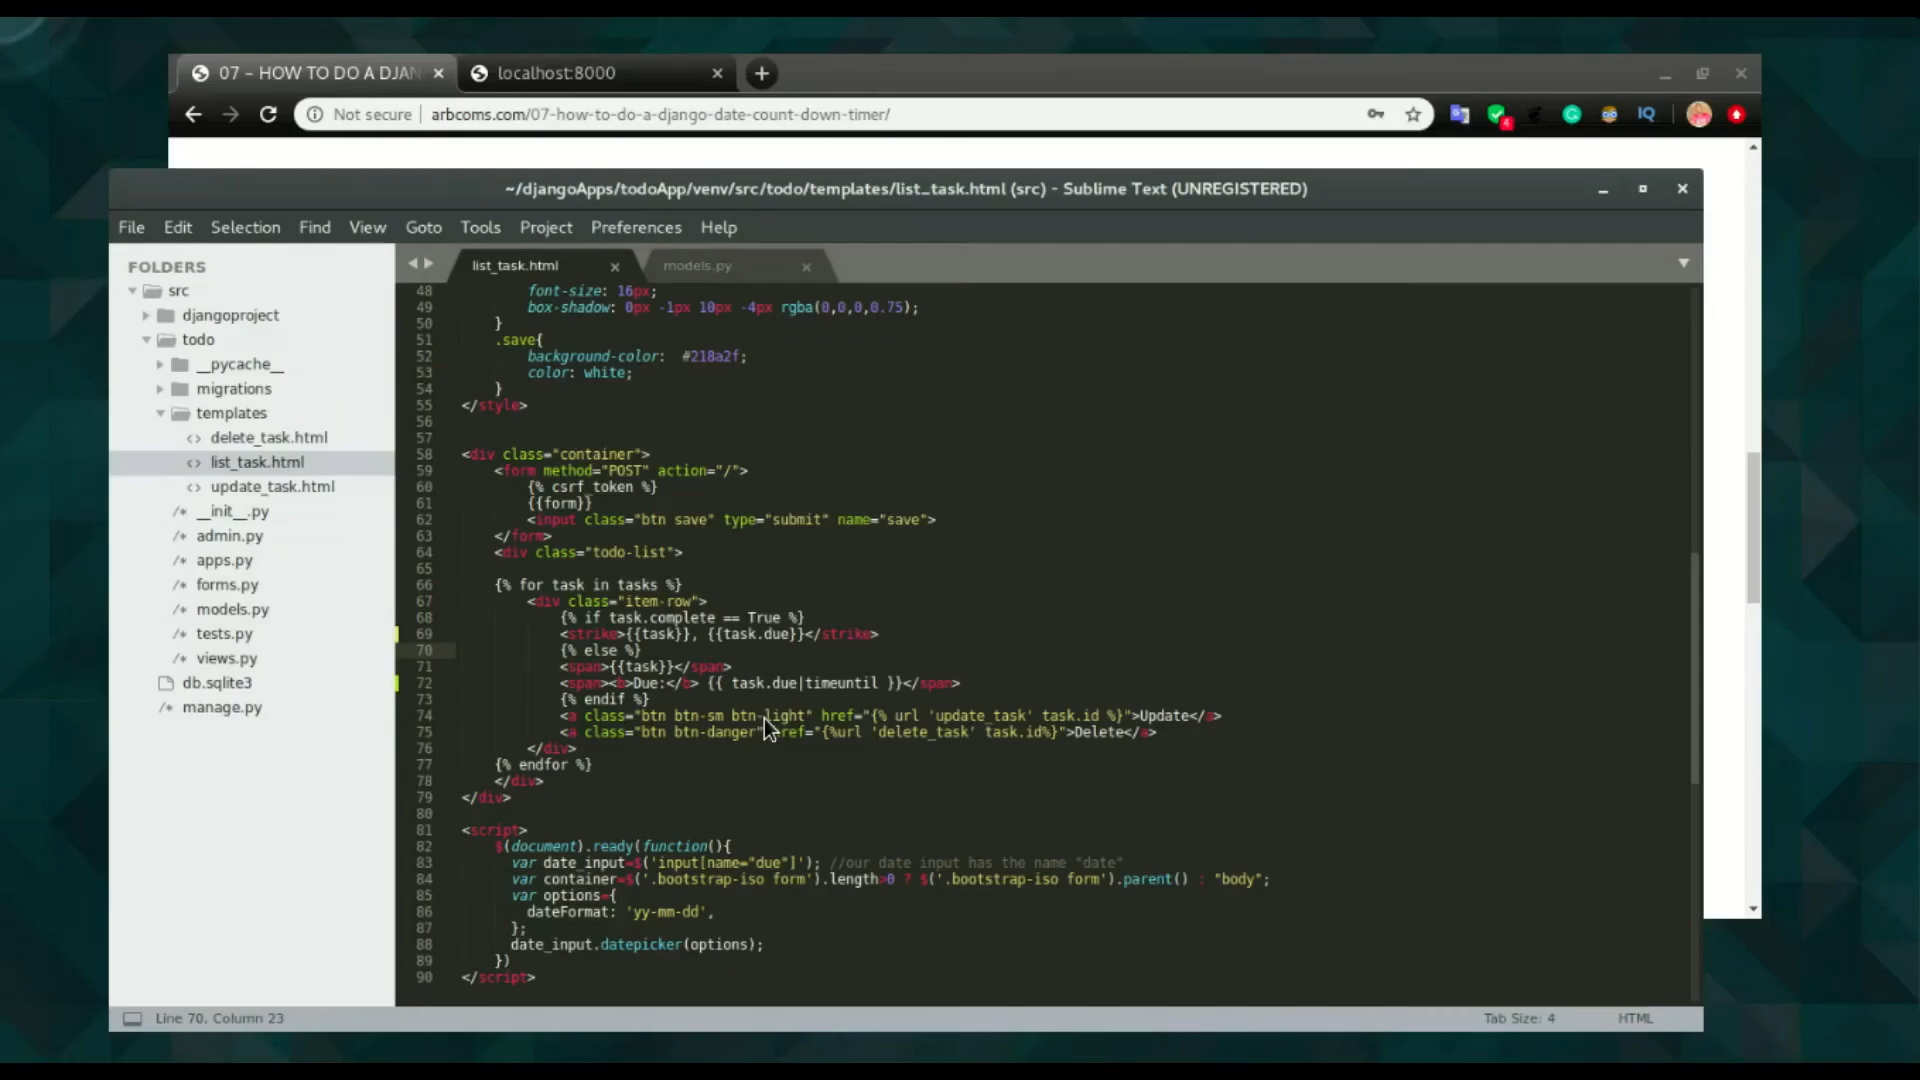 07 – HOW TO DO A DJAN
localhost:8000
Not secure | arbcoms.com/07-how-to-do-a-django-date-count-down-timer/
4
IQ
~/djangoApps/todoApp/venv/src/todo/templates/list_task.html (src) - Sublime Text (UNREGISTERED)
File Edit Selection Find View Goto Tools Project Preferences Help
FOLDERS
src
djangoproject
todo
__pycache__
migrations
templates
<> delete_task.html
<> list_task.html
<> update_task.html
/* __init__.py
/* admin.py
/* apps.py
/* forms.py
/* models.py
/* tests.py
/* views.py
db.sqlite3
/* manage.py
list_task.html
models.py
48 font-size: 16px;
49 box-shadow: 0px -1px 10px -4px rgba(0,0,0,0.75);
50 }
51 .save{
52 background-color: #218a2f;
53 color: white;
54 }
55 </style>
56
57
58 <div class="container">
59 <form method="POST" action="/">
60 {% csrf_token %}
61 {{form}}
62 <input class="btn save" type="submit" name="save">
63 </form>
64 <div class="todo-list">
65
66 {% for task in tasks %}
67 <div class="item-row">
68 {% if task.complete == True %}
69 <strike>{{task}}, {{task.due}}</strike>
70 {% else %}
71 <span>{{task}}</span>
72 <span><b>Due:</b> {{ task.due|timeuntil }}</span>
73 {% endif %}
74 <a class="btn btn-sm btn-light" href="{% url 'update_task' task.id %}">Update</a>
75 <a class="btn btn-danger" href="{%url 'delete_task' task.id%}">Delete</a>
76 </div>
77 {% endfor %}
78 </div>
79 </div>
80
81 <script>
82 $(document).ready(function(){
83 var date_input=$('input[name="due"]'); //our date input has the name "date"
84 var container=$('.bootstrap-iso form').length>0 ? $('.bootstrap-iso form').parent() : "body";
85 var options={
86 dateFormat: 'yy-mm-dd',
87 };
88 date_input.datepicker(options);
89 })
90 </script>
Line 70, Column 23
Tab Size: 4
HTML